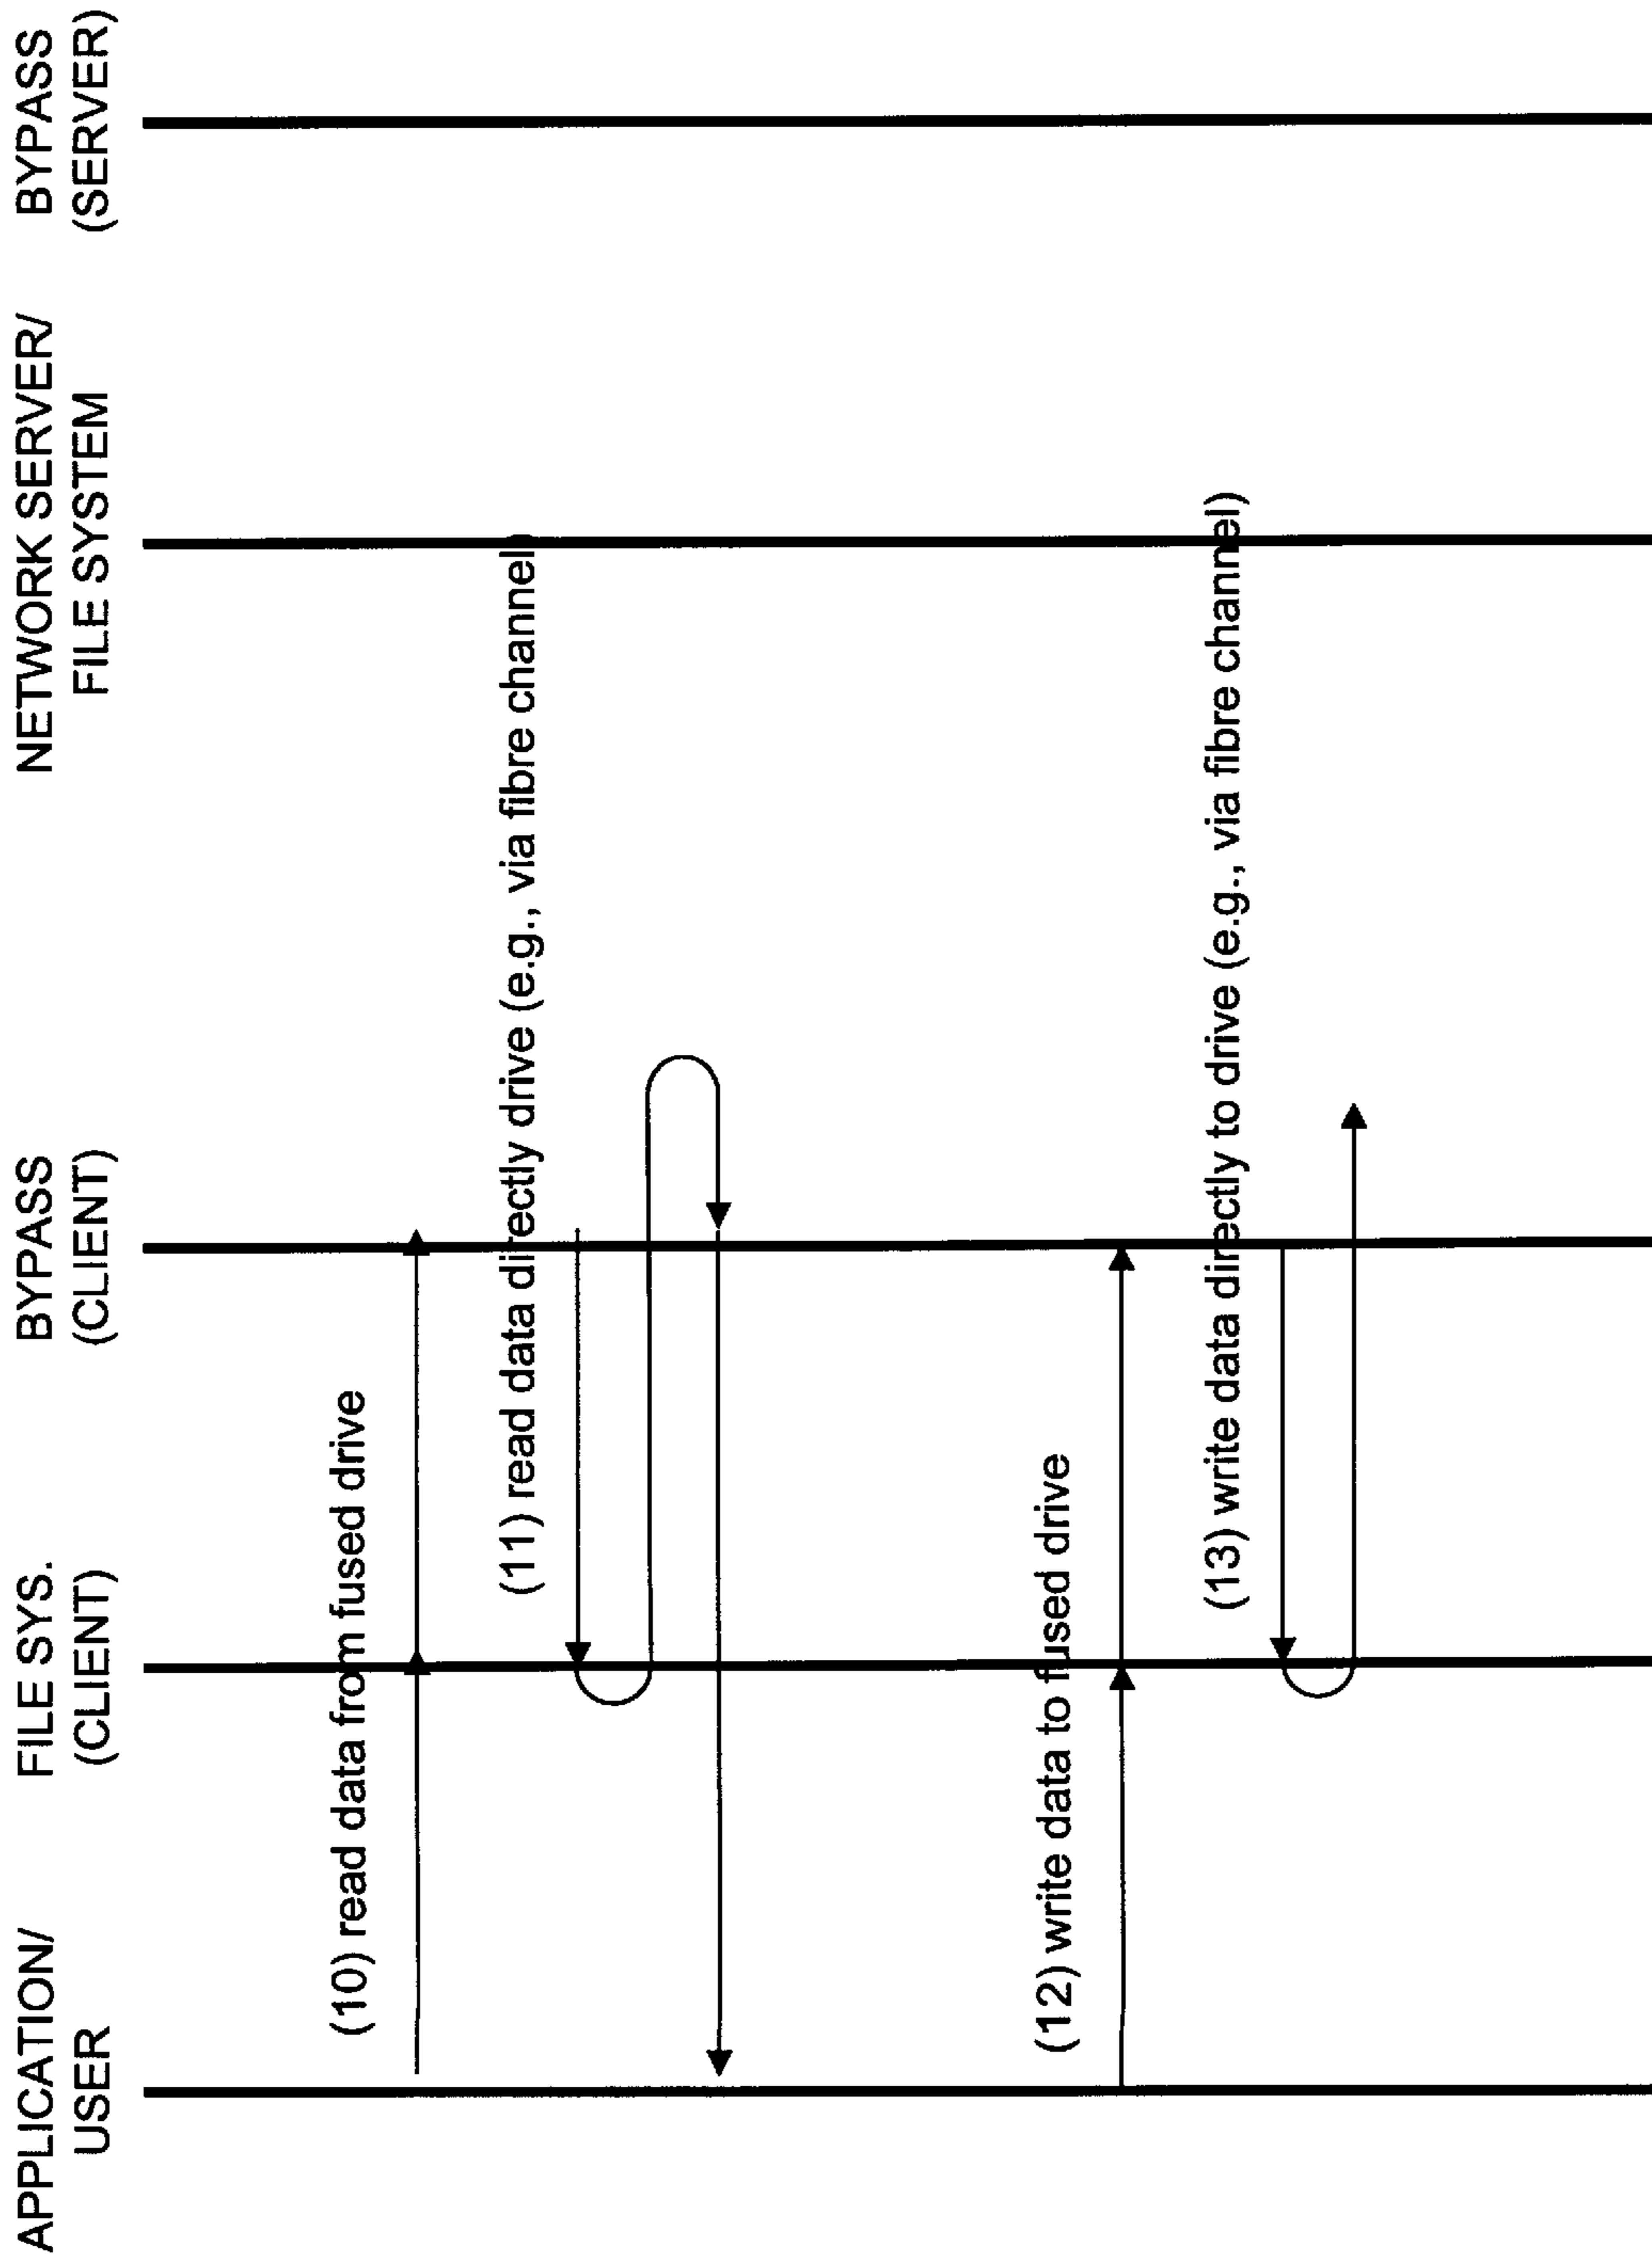 APPLICATION/
USER
FILE SYS.
(CLIENT)
BYPASS
(CLIENT)
NETWORK SERVER/
FILE SYSTEM
BYPASS
(SERVER)
(10) read data from fused drive
(11) read data directly drive (e.g., via fibre channel)
(12) write data to fused drive
(13) write data directly to drive (e.g., via fibre channel)